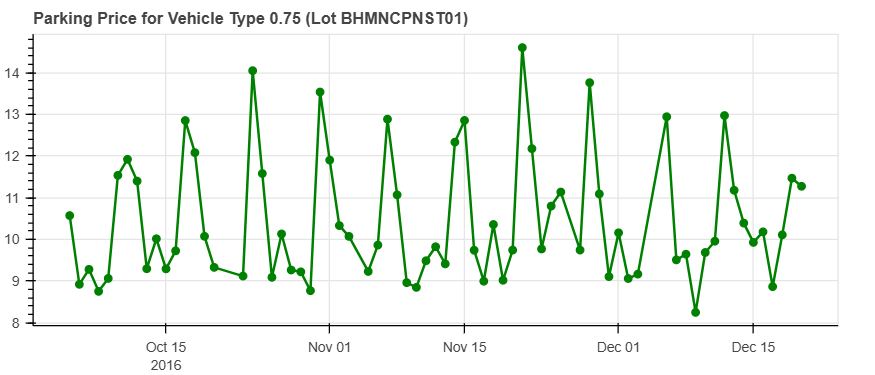 Parking Price for Vehicle Type 0.75 (Lot BHMNCPNST01)
14
13
12
11
10
9
8
Oct 15
2016
Nov 01
Nov 15
Dec 01
Dec 15